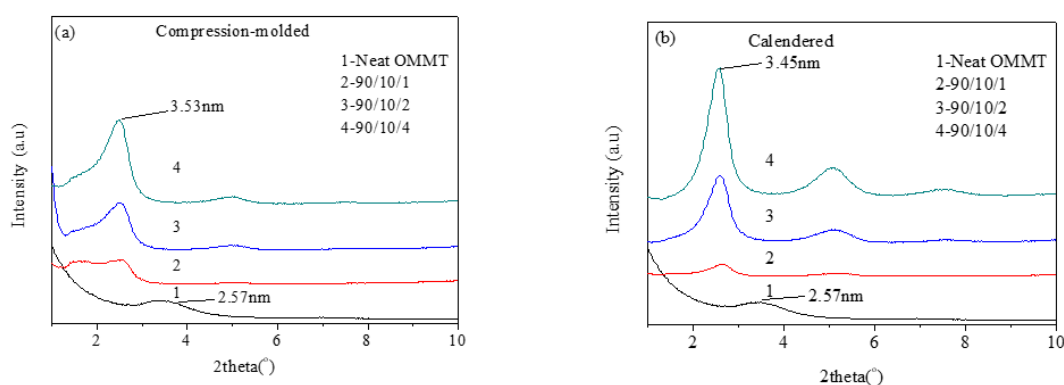 (a)
Compression-molded
1-Neat OMMT
2-90/10/1
3-90/10/2
4-90/10/4
3.53nm
4
3
2
1
2.57nm
Intensity (a.u)
2 4 6 8 10
2theta(°)
(b)
Calendered
3.45nm
1-Neat OMMT
2-90/10/1
3-90/10/2
4-90/10/4
4
3
2
1
2.57nm
Intensity (a.u)
2 4 6 8 10
2theta(°)